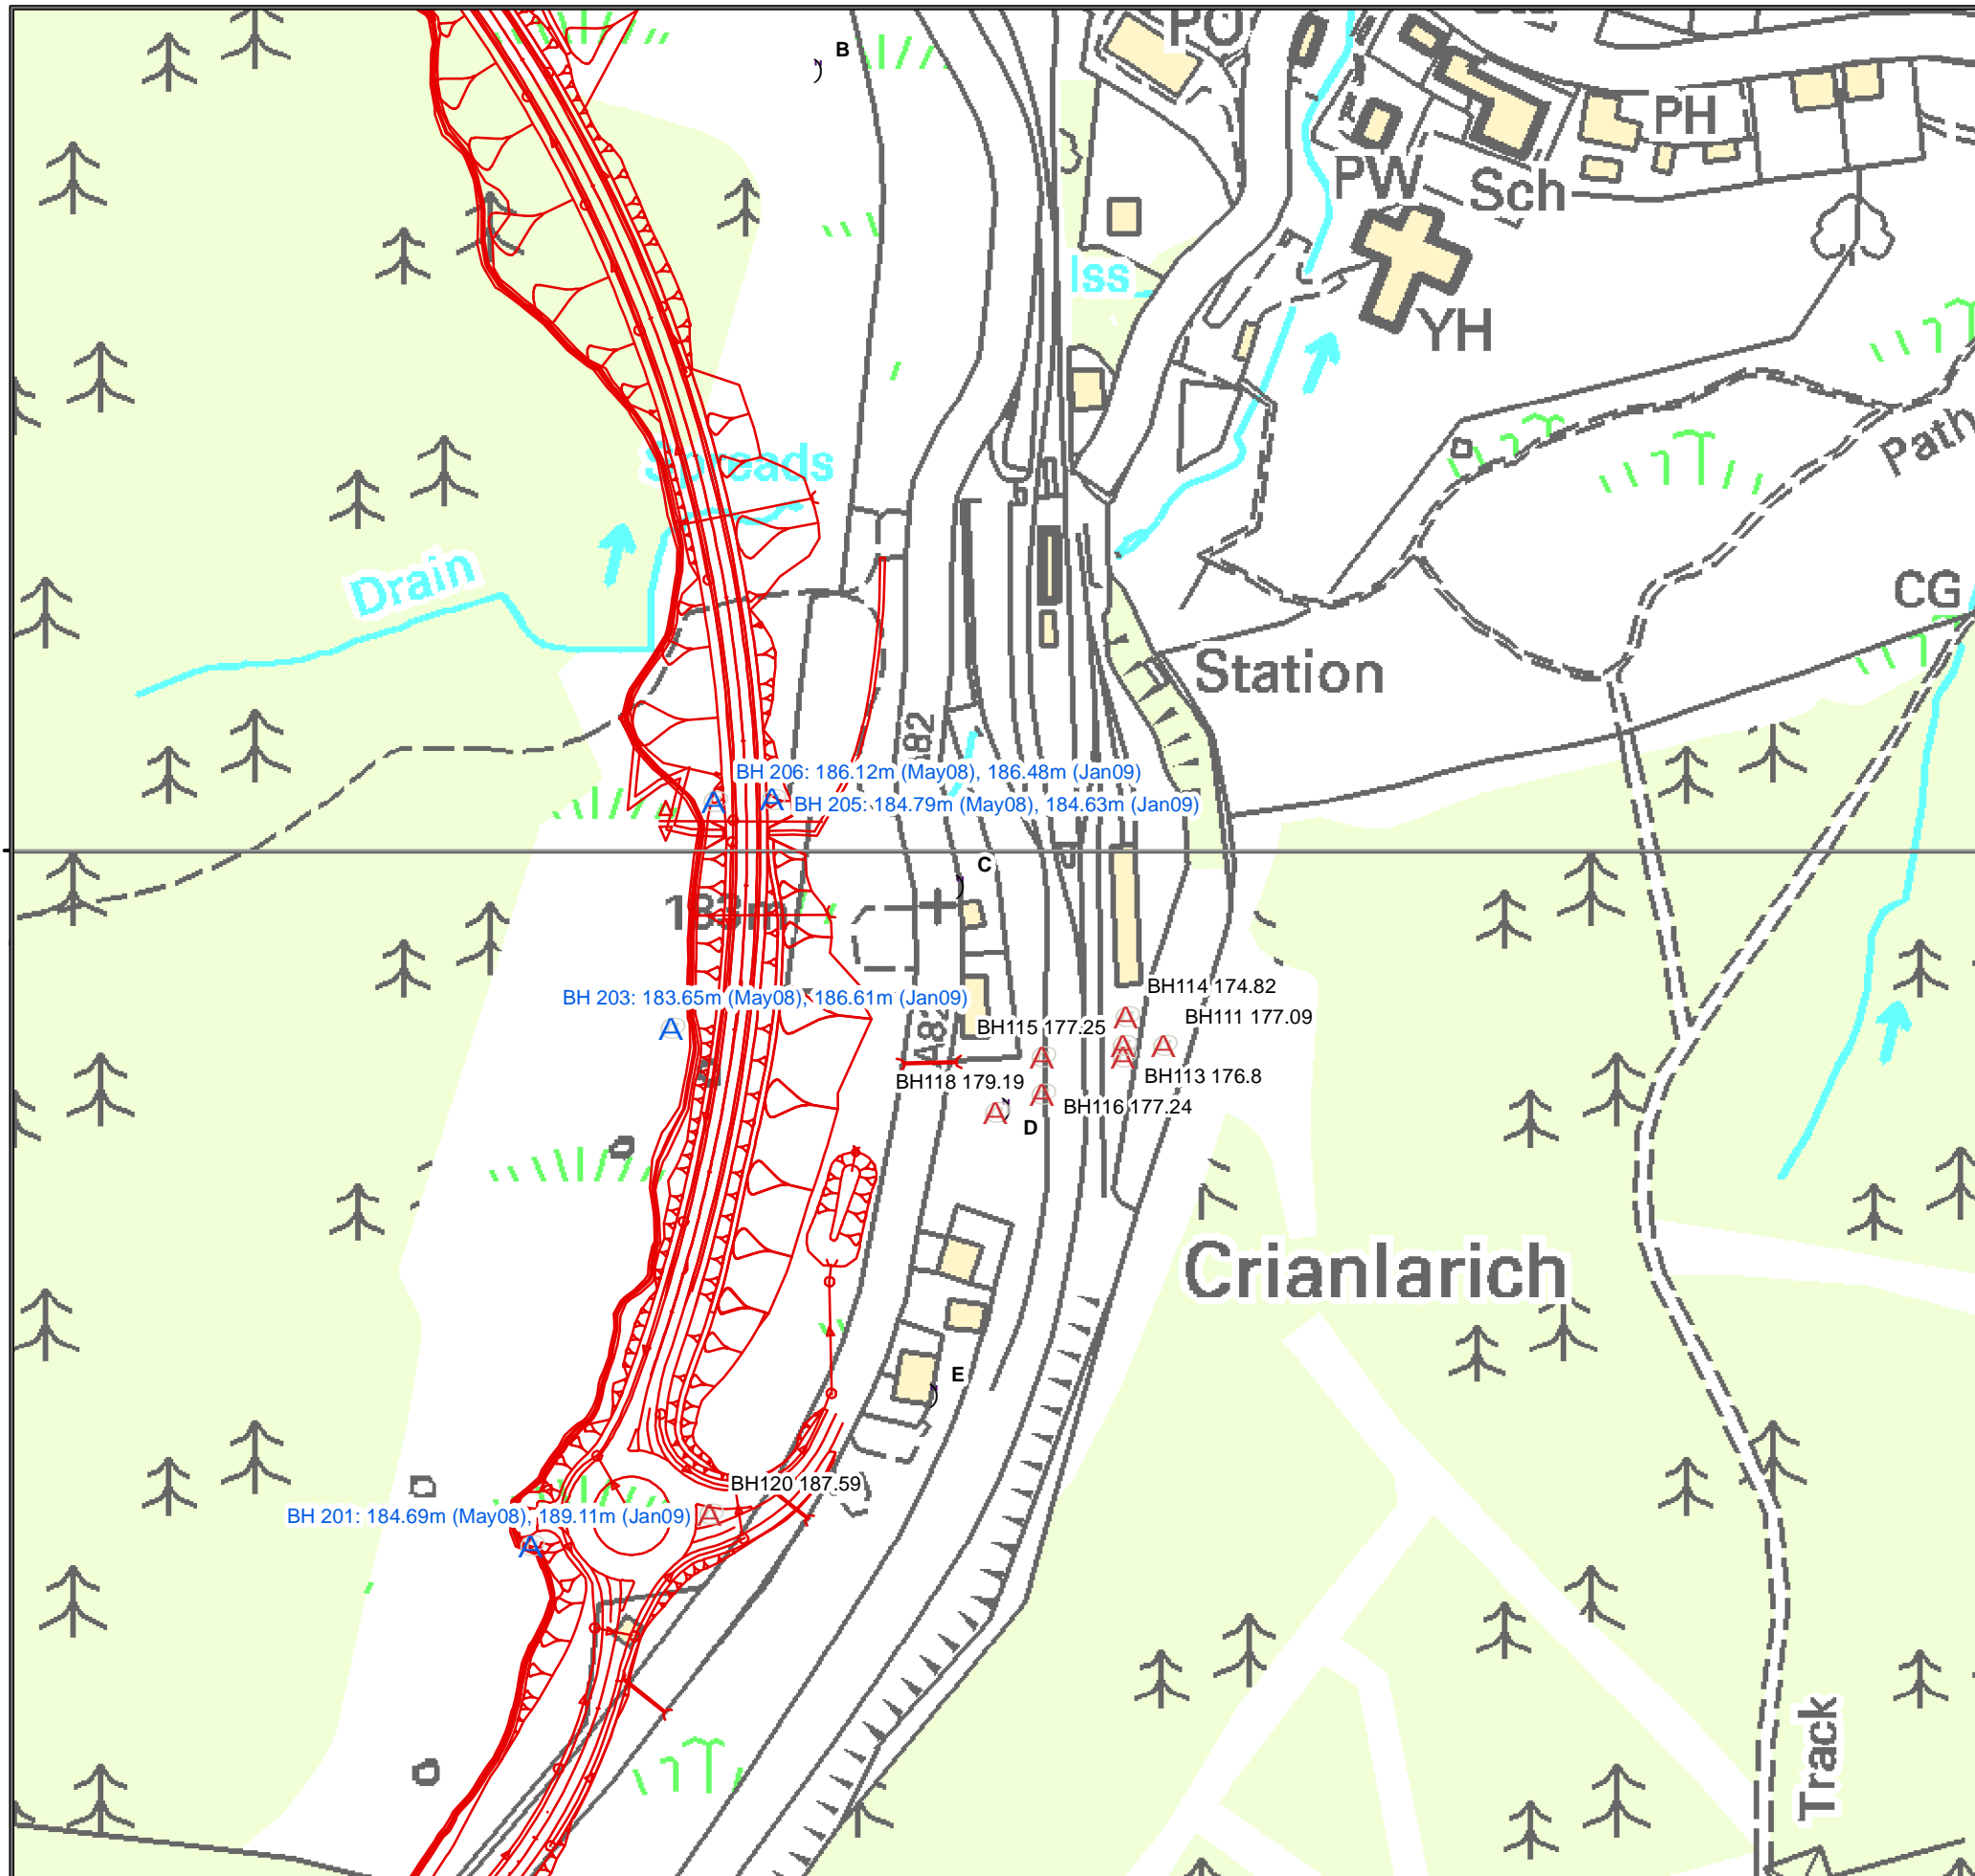 PO
B
PH
PW
Sch
Iss
YH
Path
Spreads
Drain
CG
Station
A82
BH 206: 186.12m (May08), 186.48m (Jan09)
BH 205: 184.79m (May08), 184.63m (Jan09)
C
183m
BH114 174.82
BH 203: 183.65m (May08), 186.61m (Jan09)
BH111 177.09
BH115 177.25
A82
BH113 176.8
BH118 179.19
BH116 177.24
D
Crianlarich
E
BH120 187.59
BH 201: 184.69m (May08), 189.11m (Jan09)
Track